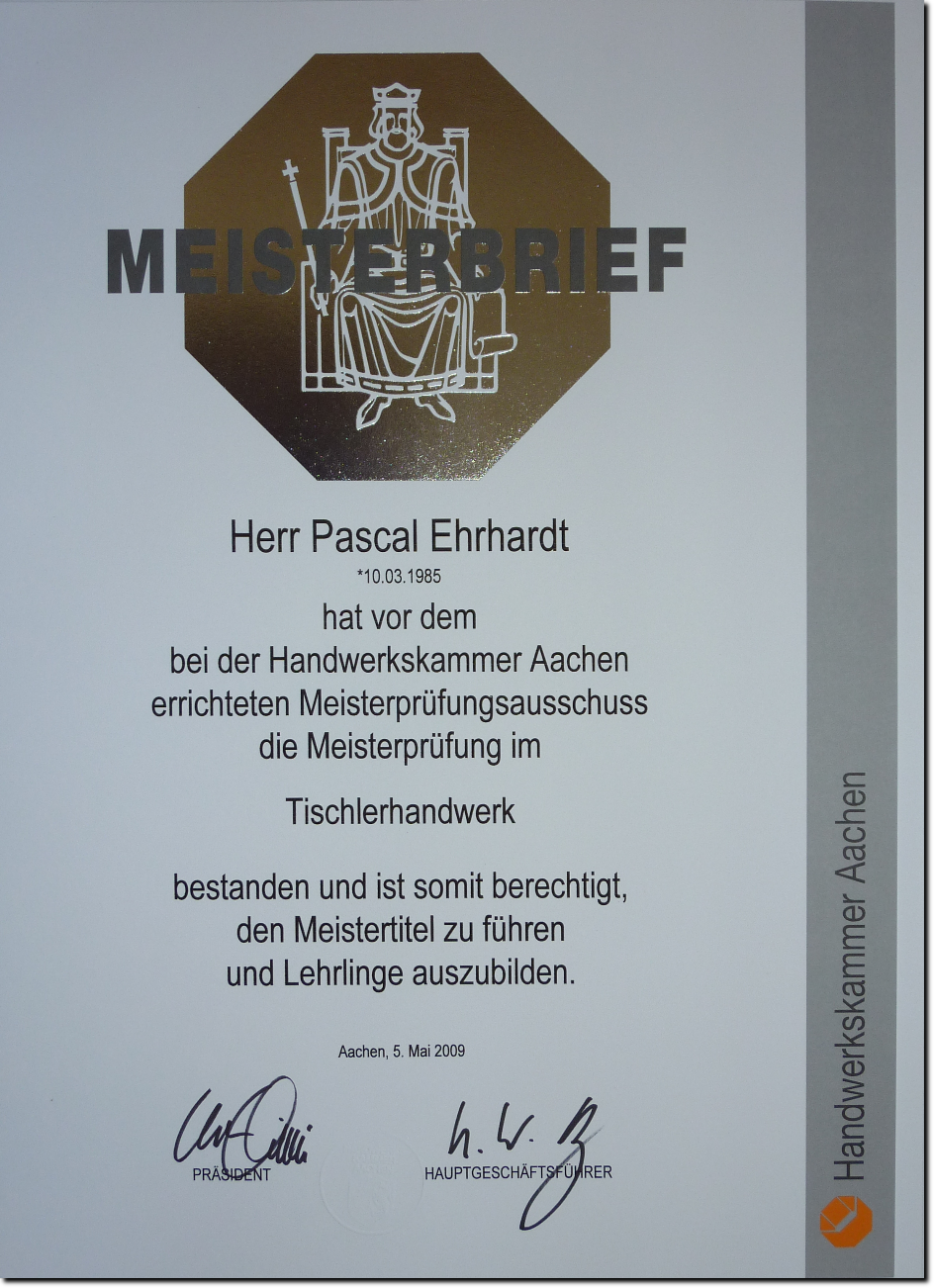 MEISTERBRIEF
Herr Pascal Ehrhardt
*10.03.1985
hat vor dem
bei der Handwerkskammer Aachen
errichteten Meisterprüfungsausschuss
die Meisterprüfung im
Tischlerhandwerk
bestanden und ist somit berechtigt,
den Meistertitel zu führen
und Lehrlinge auszubilden.
Aachen, 5. Mai 2009
PRÄSIDENT
HAUPTGESCHÄFTSFÜHRER
Handwerkskammer Aachen